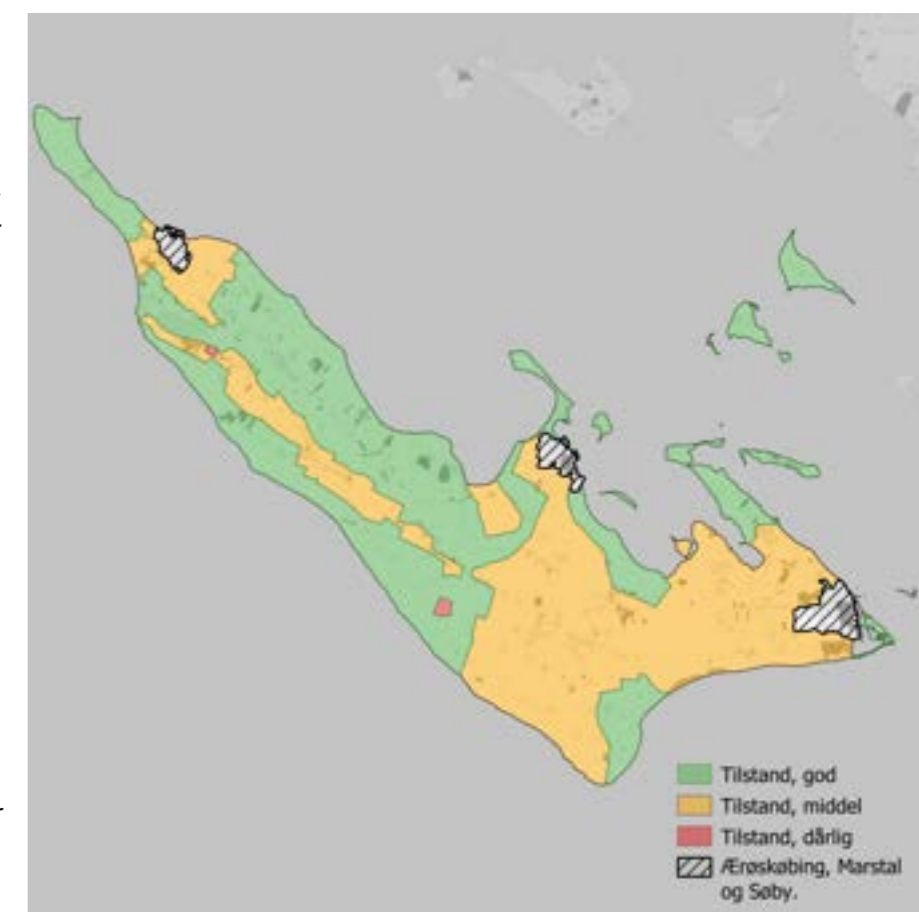 Tilstand, god
Tilstand, middel
Tilstand, dårlig
Ærøskøbing, Marstal
og Søby.